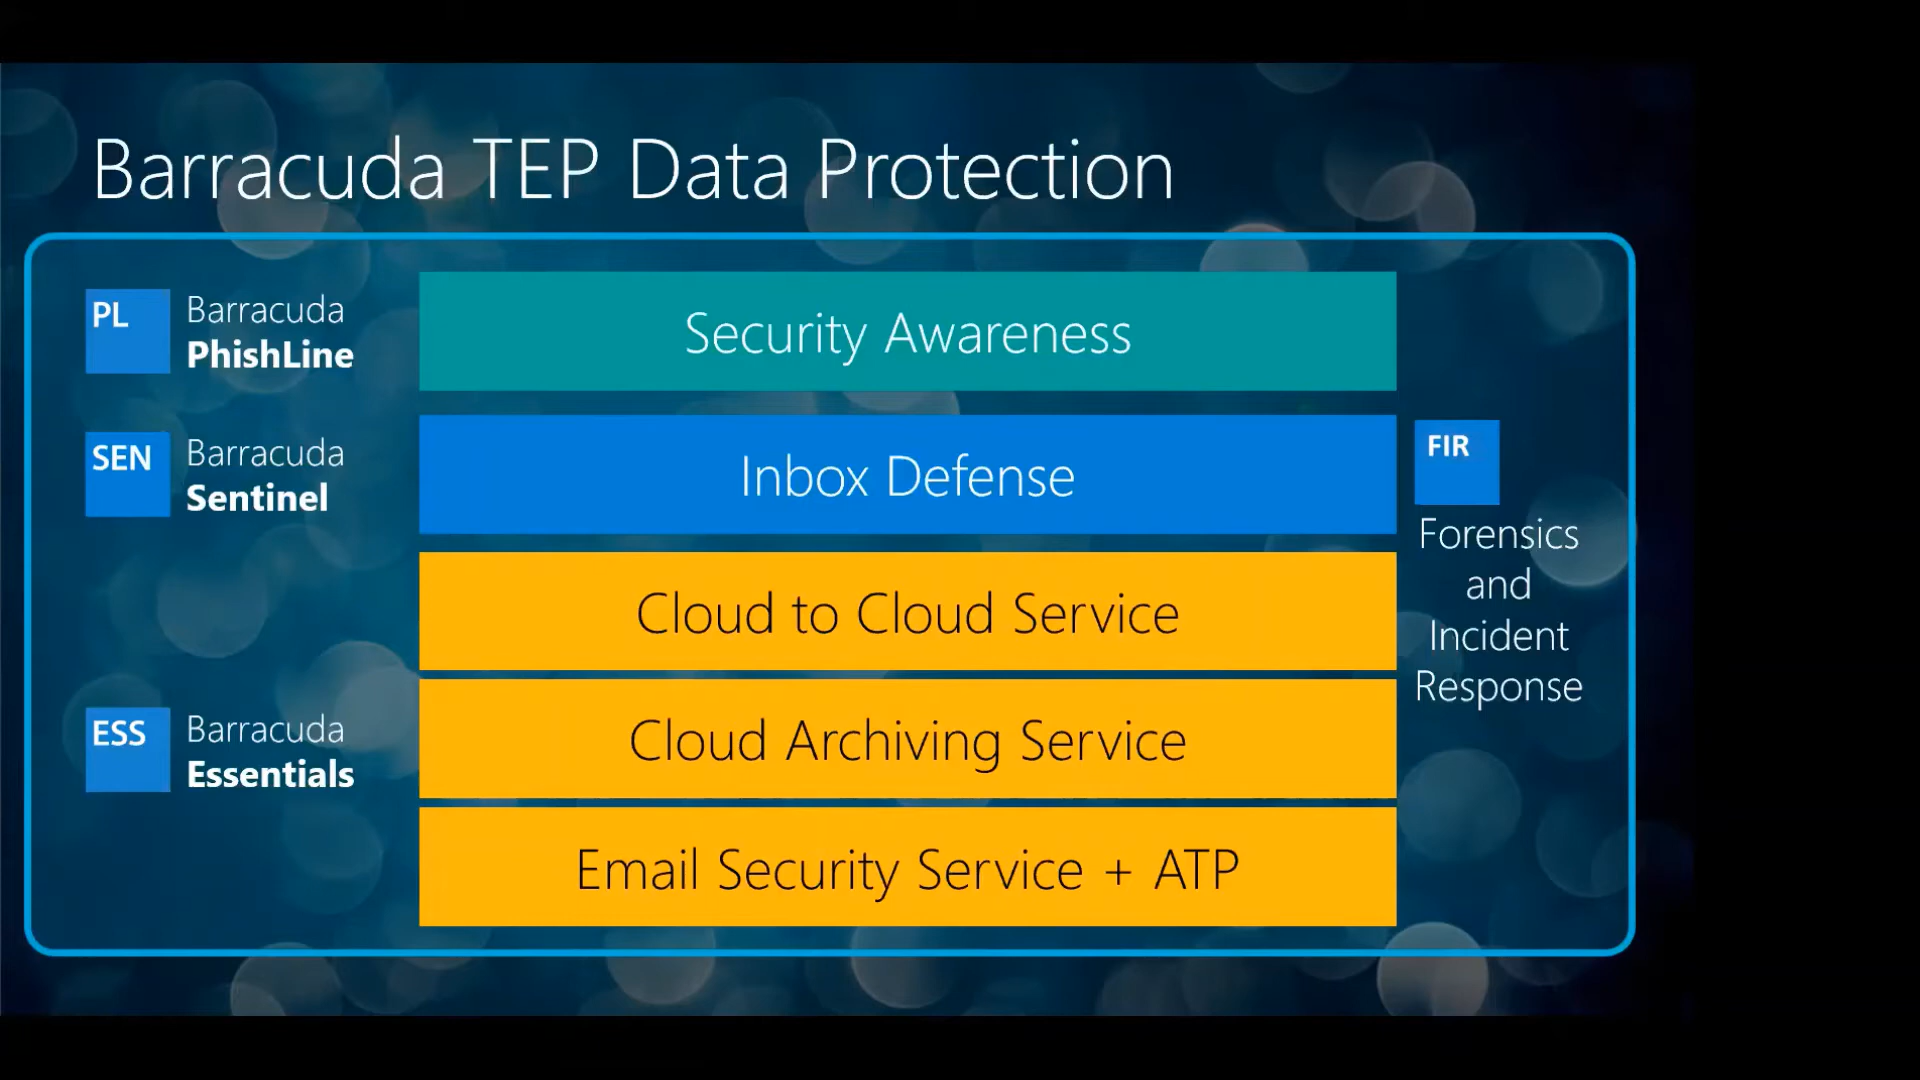 Barracuda TEP Data Protection
PL
Barracuda
PhishLine
Security Awareness
SEN
Barracuda
Sentinel
Inbox Defense
FIR
Forensics
and
Incident
Response
Cloud to Cloud Service
ESS
Barracuda
Essentials
Cloud Archiving Service
Email Security Service + ATP